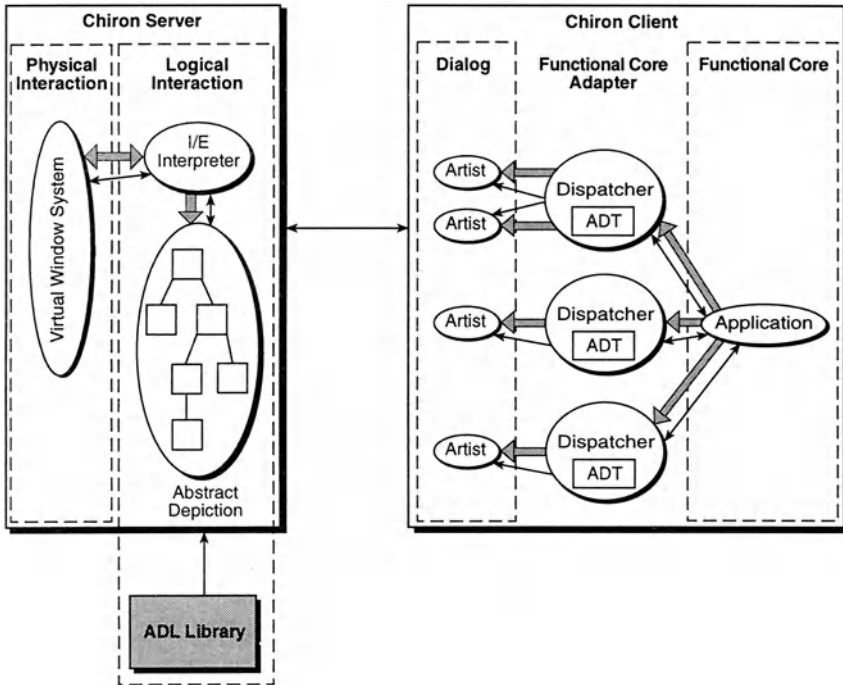 Chiron Server
Physical
Interaction
Logical
Interaction
Virtual Window System
I/E
Interpreter
Abstract
Depiction
ADL Library
Chiron Client
Dialog
Functional Core
Adapter
Functional Core
Artist
Artist
Dispatcher
ADT
Artist
Dispatcher
ADT
Application
Artist
Dispatcher
ADT